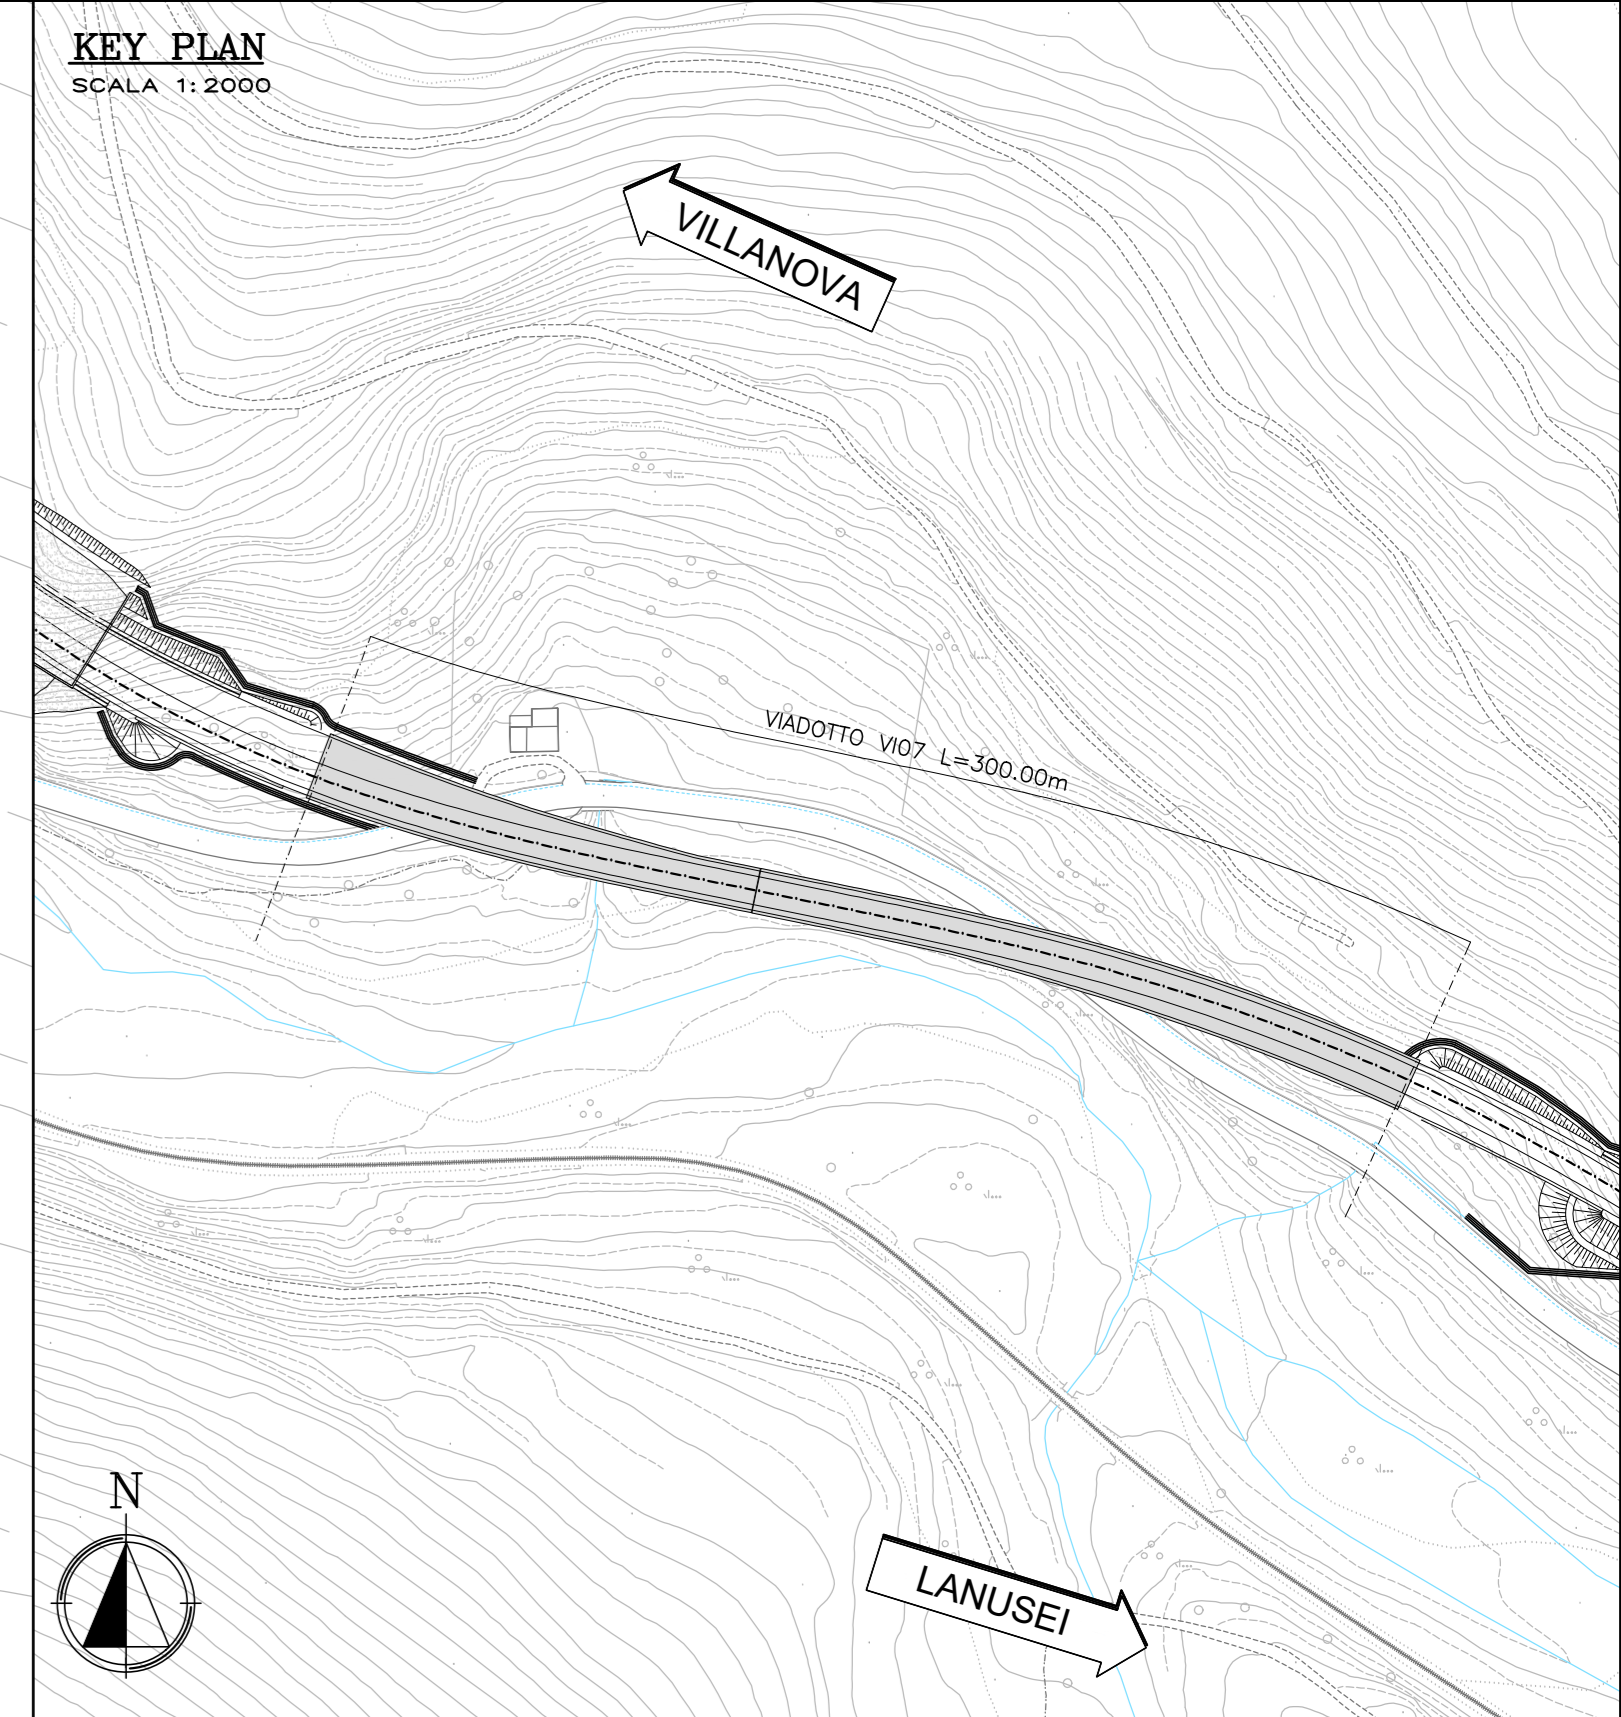 KEY PLAN
SCALA 1:2000
VILLANOVA
VIADOTTO VI07 L=300.00m
N
LANUSEI